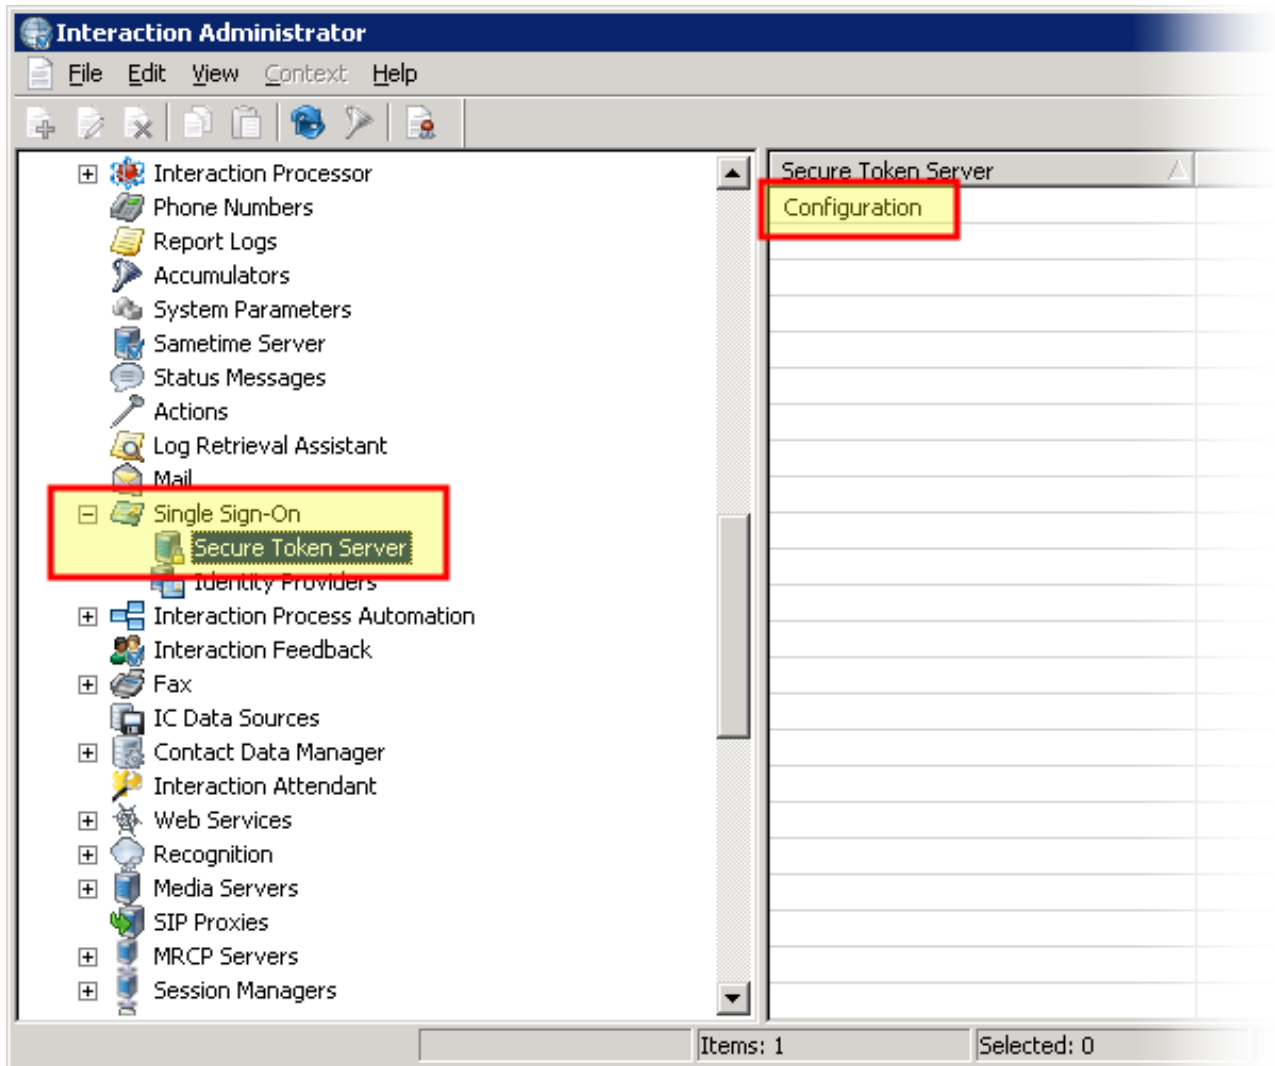 Interaction Administrator
File Edit View Context Help
Interaction Processor
Phone Numbers
Report Logs
Accumulators
System Parameters
Sametime Server
Status Messages
Actions
Log Retrieval Assistant
Mail
Single Sign-On
Secure Token Server
Identity Providers
Interaction Process Automation
Interaction Feedback
Fax
IC Data Sources
Contact Data Manager
Interaction Attendant
Web Services
Recognition
Media Servers
SIP Proxies
MRCP Servers
Session Managers
Secure Token Server
Configuration
Items: 1 Selected: 0